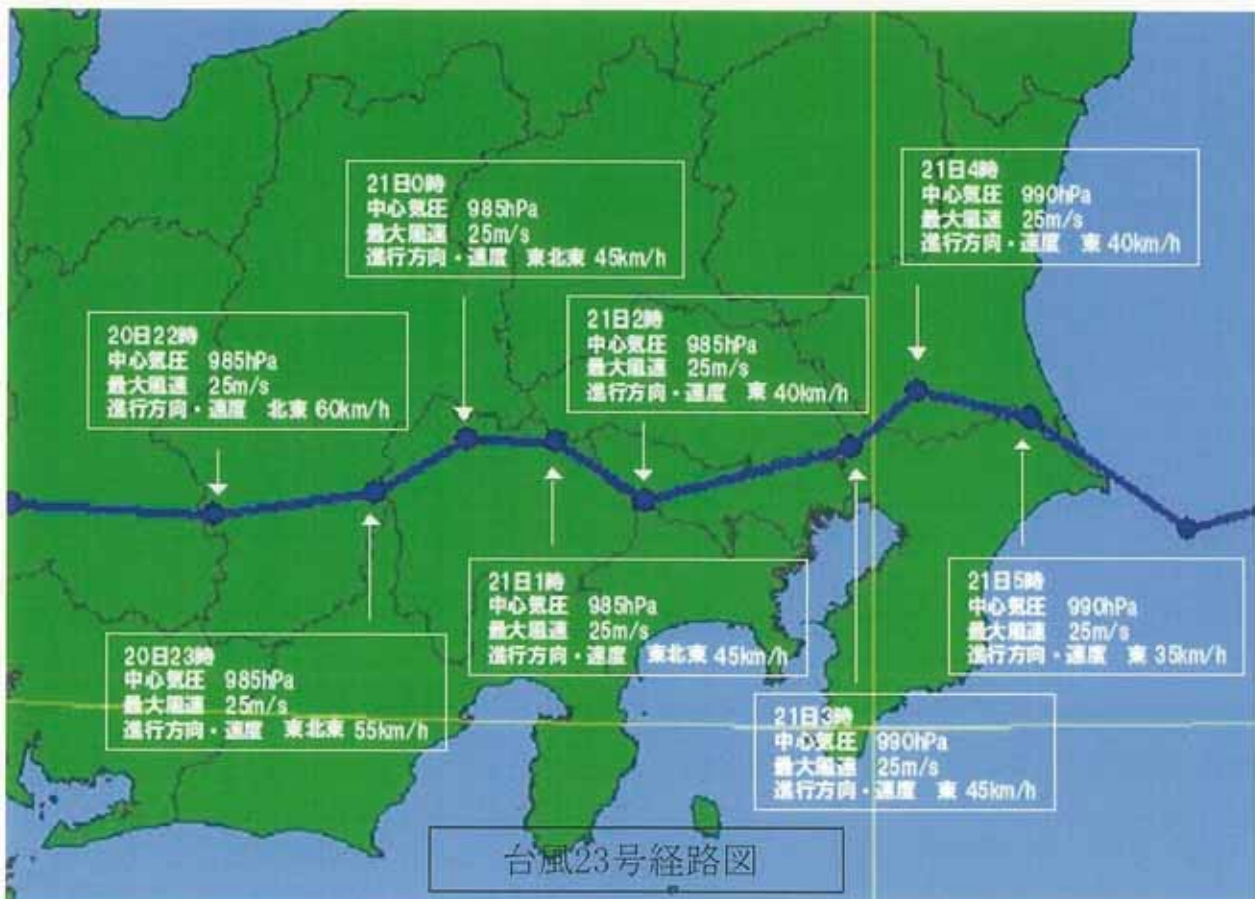 21日0時
中心気圧 985hPa
最大風速 25m/s
進行方向・速度 東北東 45km/h
21日4時
中心気圧 990hPa
最大風速 25m/s
進行方向・速度 東 40km/h
20日22時
中心気圧 985hPa
最大風速 25m/s
進行方向・速度 北東 60km/h
21日2時
中心気圧 985hPa
最大風速 25m/s
進行方向・速度 東 40km/h
20日23時
中心気圧 985hPa
最大風速 25m/s
進行方向・速度 東北東 55km/h
21日1時
中心気圧 985hPa
最大風速 25m/s
進行方向・速度 東北東 45km/h
21日3時
中心気圧 990hPa
最大風速 25m/s
進行方向・速度 東 45km/h
21日5時
中心気圧 990hPa
最大風速 25m/s
進行方向・速度 東 35km/h
台風23号経路図